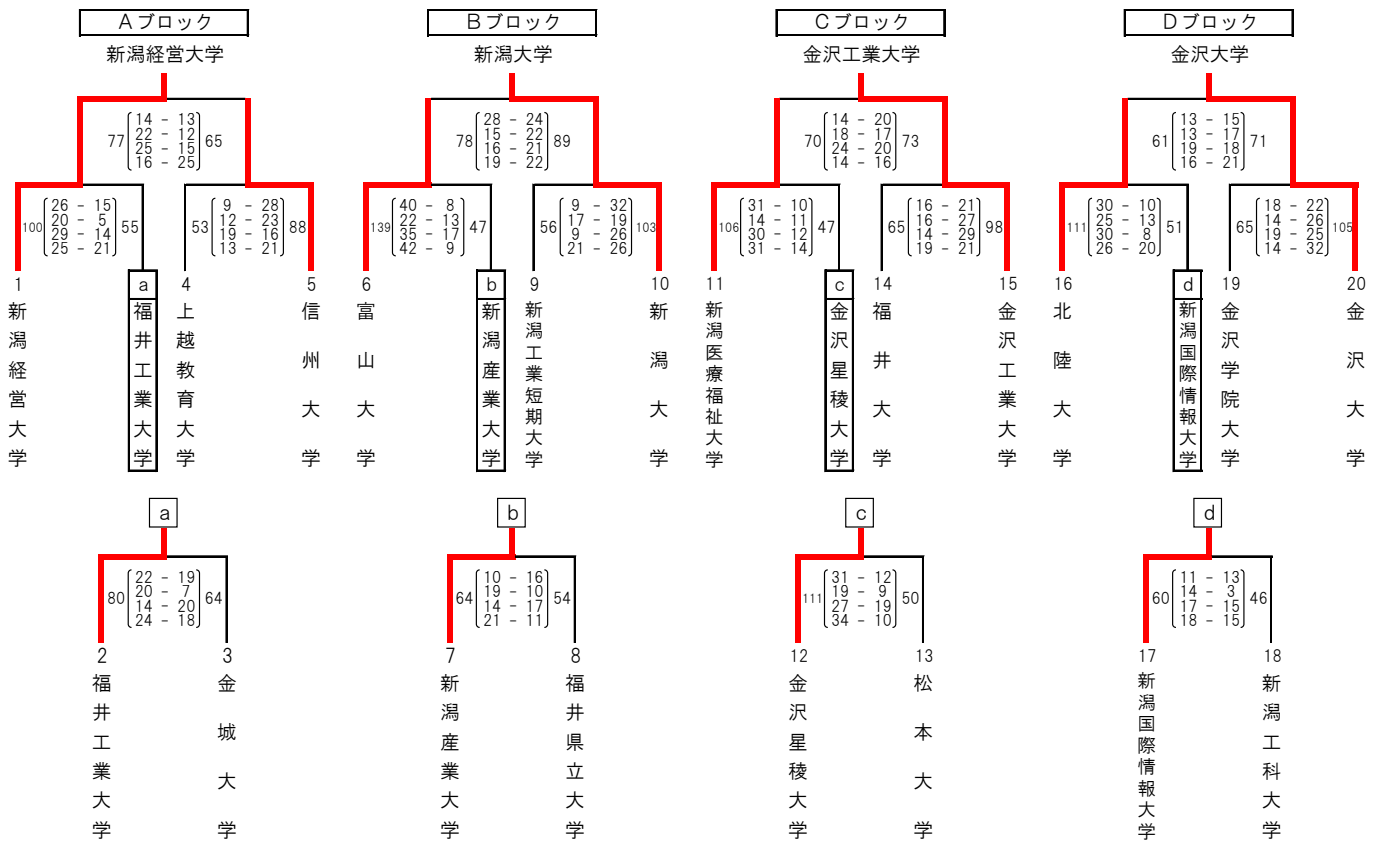 Aブロック
新潟経営大学
77 14 - 13 65
22 - 12
25 - 15
16 - 25
100 26 - 15 55
20 - 5
29 - 14
25 - 21
53 9 - 28 88
12 - 23
19 - 16
13 - 21
1 新潟経営大学
a 福井工業大学
4 上越教育大学
5 信州大学
Bブロック
新潟大学
78 28 - 24 89
15 - 22
16 - 21
19 - 22
139 40 - 8 47
22 - 13
35 - 17
42 - 9
56 9 - 32 103
17 - 19
9 - 26
21 - 26
6 富山大学
b 新潟産業大学
9 新潟工業短期大学
10 新潟大学
Cブロック
金沢工業大学
70 14 - 20 73
18 - 17
24 - 20
14 - 16
106 31 - 10 47
14 - 11
30 - 12
31 - 14
65 16 - 21 98
16 - 27
14 - 29
19 - 21
11 新潟医療福祉大学
c 金沢星稜大学
14 福井大学
15 金沢工業大学
Dブロック
金沢大学
61 13 - 15 71
13 - 17
19 - 18
16 - 21
111 30 - 10 51
25 - 13
30 - 8
26 - 20
65 18 - 22 105
14 - 26
19 - 25
14 - 32
16 北陸大学
d 新潟国際情報大学
19 金沢学院大学
20 金沢大学
a
80 22 - 19 64
20 - 7
14 - 20
24 - 18
2 福井工業大学
3 金城大学
b
64 10 - 16 54
19 - 10
14 - 17
21 - 11
7 新潟産業大学
8 福井県立大学
c
111 31 - 12 50
19 - 9
27 - 19
34 - 10
12 金沢星稜大学
13 松本大学
d
60 11 - 13 46
14 - 3
17 - 15
18 - 15
17 新潟国際情報大学
18 新潟工科大学